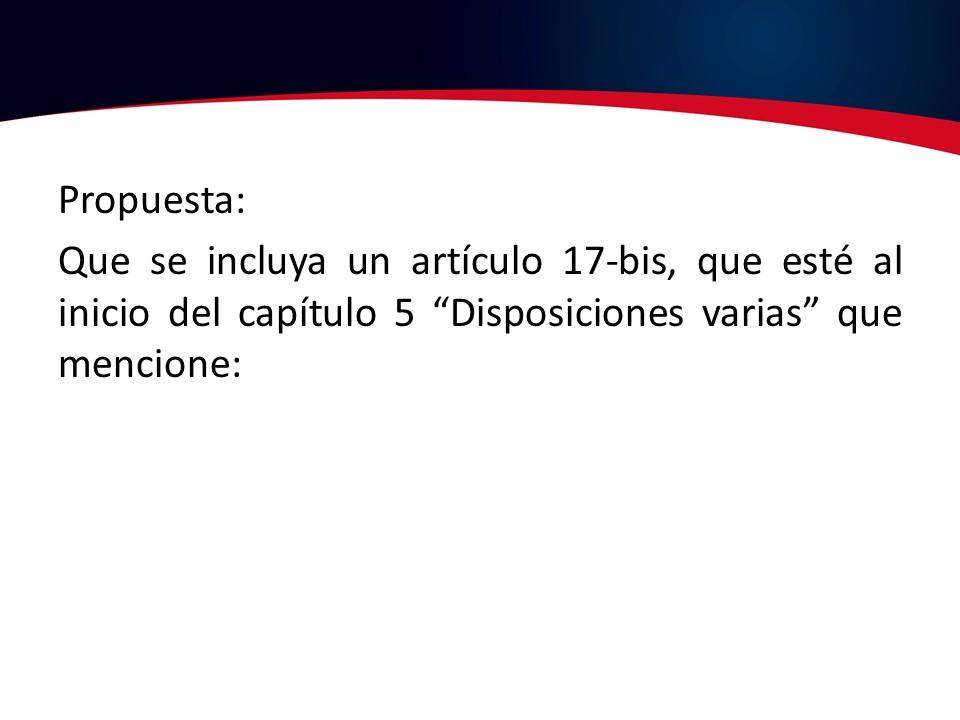 Propuesta:
Que se incluya un artículo 17-bis, que esté al
inicio del capítulo 5 “Disposiciones varias” que
mencione: